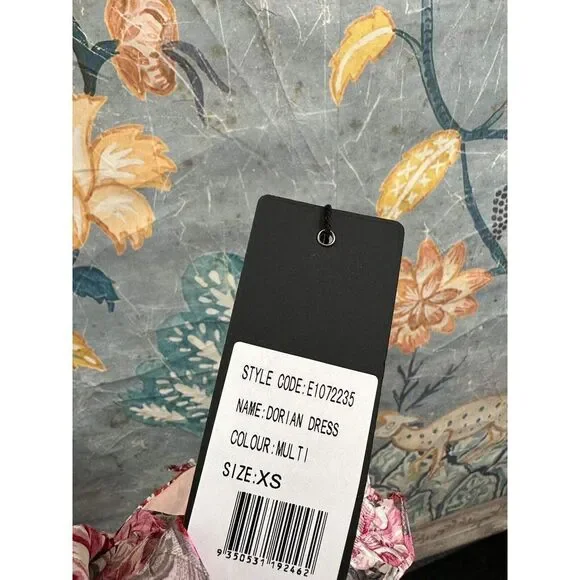 STYLE CODE:E1072235
NAME:DORIAN DRESS
COLOUR:MULTI
SIZE:XS
9 350531 192462